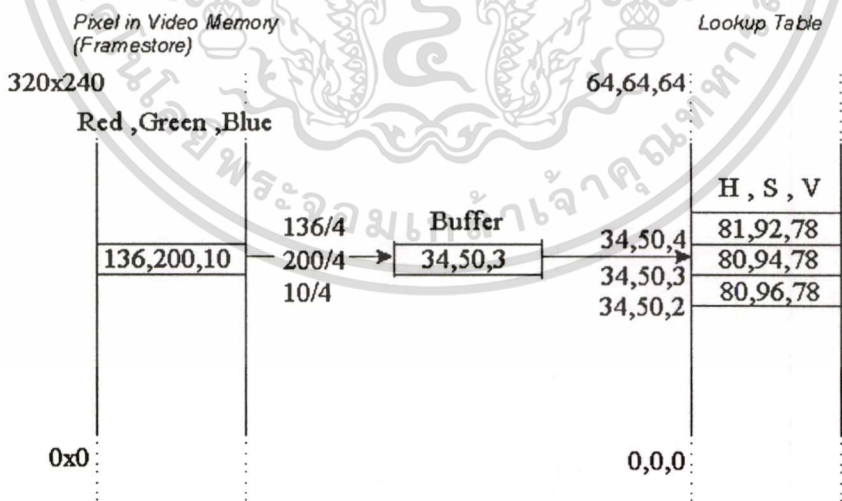 Pixel in Video Memory
(Framestore)
Lookup Table
320x240
64,64,64
Red ,Green ,Blue
H , S , V
136/4
Buffer
34,50,4
81,92,78
136,200,10
200/4
34,50,3
34,50,3
80,94,78
10/4
34,50,2
80,96,78
0x0
0,0,0